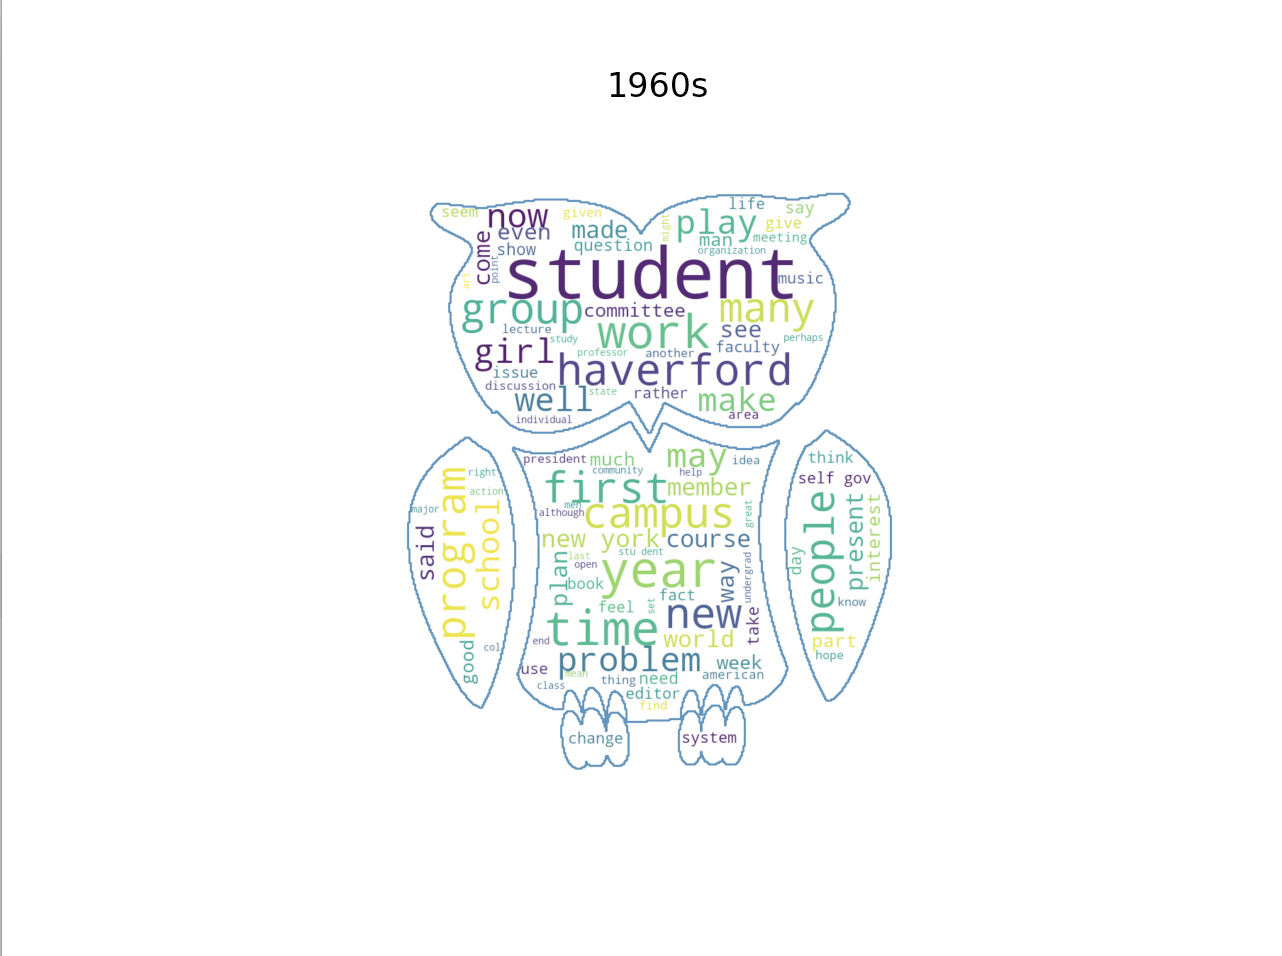 1960s
seem
now
given
even
made
question
come
show
point
art
might
play
life
say
give
man
meeting
organization
student
music
group
committee
many
work
see
lecture
study
faculty
perhaps
girl
professor
another
haverford
issue
discussion
state
rather
make
well
area
individual
president
much
may
idea
community
help
first
member
men
although
campus
great
new york
course
stu dent
last
open
year
way
undergrad
plan
book
fact
feel
set
new
take
time
world
end
problem
week
use
mean
thing
need
american
class
editor
find
change
system
right
action
major
program
school
said
good
col
think
self gov
people
present
interest
day
know
part
hope